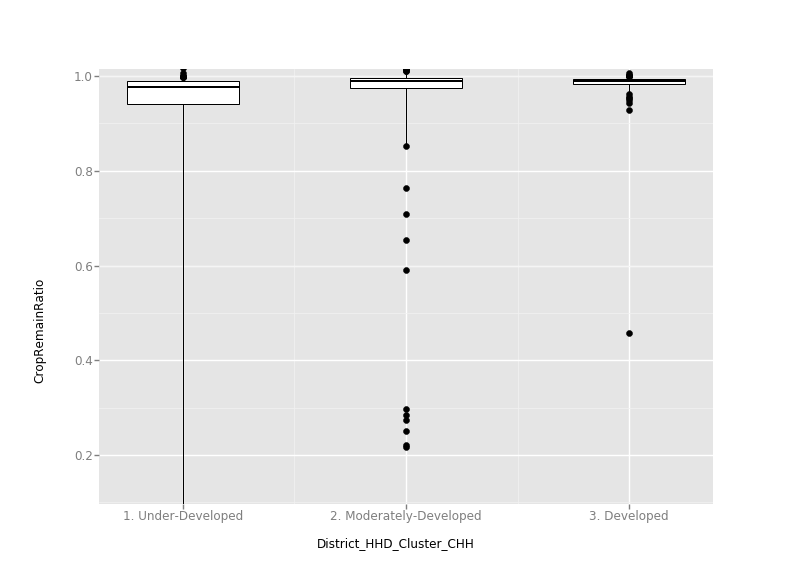 1.0
0.8
0.6
0.4
0.2
CropRemainRatio
1. Under-Developed
2. Moderately-Developed
3. Developed
District_HHD_Cluster_CHH